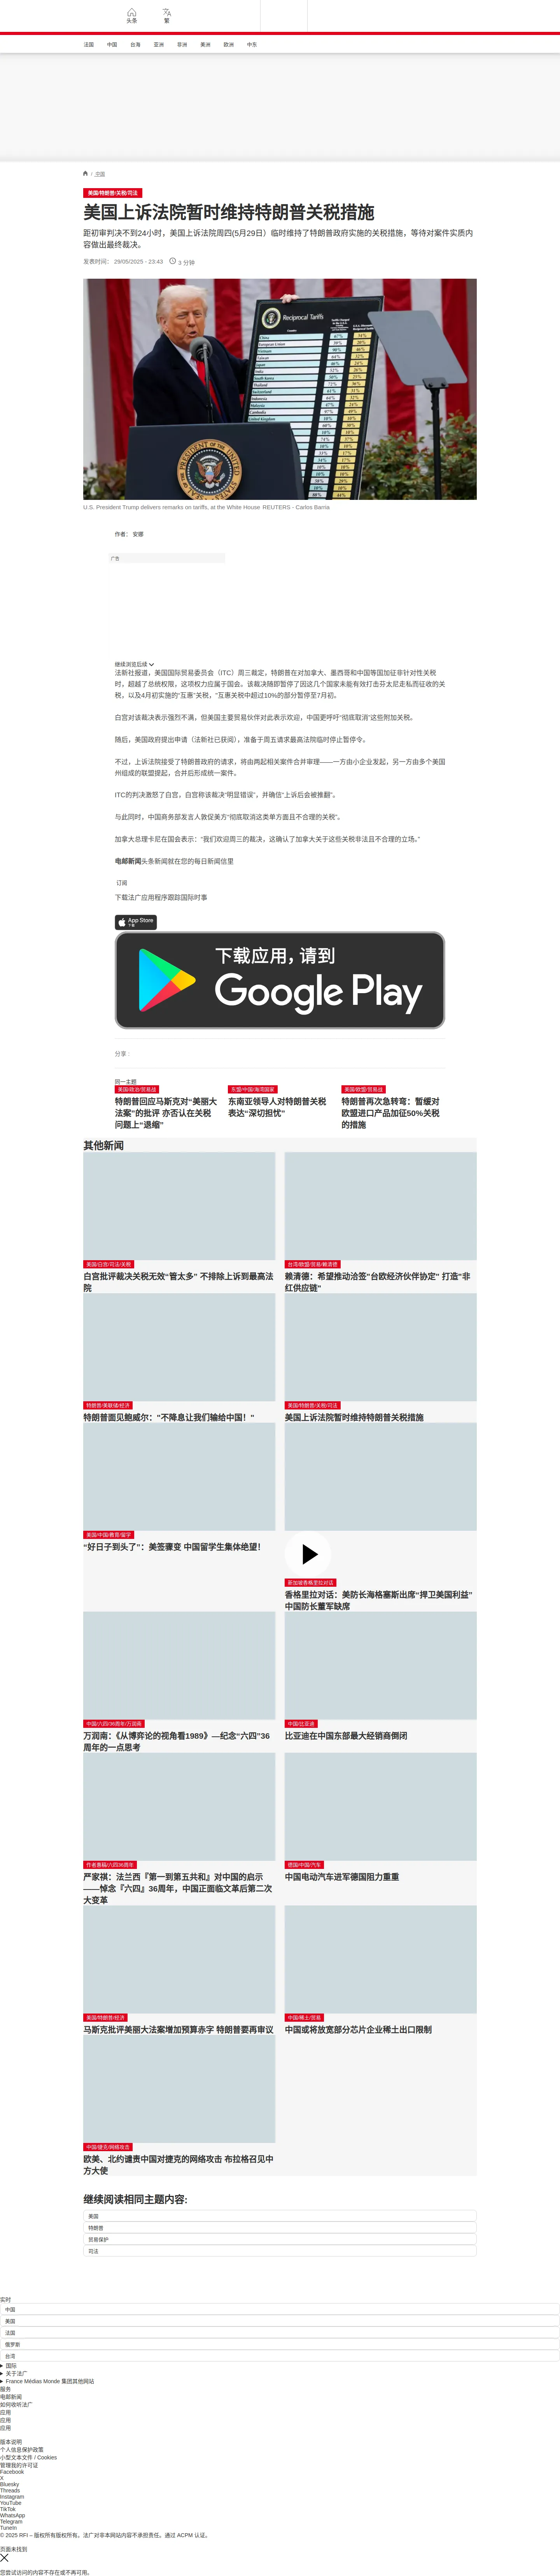 头条
繁
法国
中国
台海
亚洲
非洲
美洲
欧洲
中东
/ 中国
美国/特朗普/关税/司法
美国上诉法院暂时维持特朗普关税措施
距初审判决不到24小时，美国上诉法院周四(5月29日）临时维持了特朗普政府实施的关税措施，等待对案件实质内
容做出最终裁决。
发表时间： 29/05/2025 - 23:43
3 分钟
Reciprocal Tariffs
U.S. President Trump delivers remarks on tariffs, at the White House REUTERS - Carlos Barria
作者： 安娜
广告
继续浏览后续
法新社报道，美国国际贸易委员会（ITC）周三裁定，特朗普在对加拿大、墨西哥和中国等国加征非针对性关税
时，超越了总统权限，这项权力应属于国会。该裁决随即暂停了因这几个国家未能有效打击芬太尼走私而征收的关
税，以及4月初实施的“互惠”关税，“互惠关税中超过10%的部分暂停至7月初。
白宫对该裁决表示强烈不满，但美国主要贸易伙伴对此表示欢迎，中国更呼吁“彻底取消”这些附加关税。
随后，美国政府提出申请（法新社已获阅），准备于周五请求最高法院临时停止暂停令。
不过，上诉法院接受了特朗普政府的请求，将由两起相关案件合并审理——一方由小企业发起，另一方由多个美国
州组成的联盟提起，合并后形成统一案件。
ITC的判决激怒了白宫，白宫称该裁决“明显错误”，并确信“上诉后会被推翻”。
与此同时，中国商务部发言人敦促美方“彻底取消这类单方面且不合理的关税”。
加拿大总理卡尼在国会表示：“我们欢迎周三的裁决，这确认了加拿大关于这些关税非法且不合理的立场。”
电邮新闻头条新闻就在您的每日新闻信里
订阅
下载法广应用程序跟踪国际时事
App Store
下载
下载应用，请到
Google Play
分享 :
同一主题
美国/政治/贸易战
特朗普回应马斯克对“美丽大
法案”的批评 亦否认在关税
问题上“退缩”
东盟/中国/海湾国家
东南亚领导人对特朗普关税
表达“深切担忧”
美国/欧盟/贸易战
特朗普再次急转弯：暂缓对
欧盟进口产品加征50%关税
的措施
其他新闻
美国/白宫/司法/关税
白宫批评裁决关税无效“管太多” 不排除上诉到最高法
院
台湾/欧盟/贸易/赖清德
赖清德：希望推动洽签"台欧经济伙伴协定" 打造"非
红供应链"
特朗普/美联储/经济
特朗普面见鲍威尔："不降息让我们输给中国！"
美国/特朗普/关税/司法
美国上诉法院暂时维持特朗普关税措施
美国/中国/教育/留学
“好日子到头了”：美签骤变 中国留学生集体绝望！
新加坡香格里拉对话
香格里拉对话：美防长海格塞斯出席“捍卫美国利益”
中国防长董军缺席
中国/八四/36周年/万润南
万润南：《从博弈论的视角看1989》—纪念“六四”36
周年的一点思考
中国/比亚迪
比亚迪在中国东部最大经销商倒闭
作者赛稿/六四36周年
严家祺：法兰西『第一到第五共和』对中国的启示
——悼念『六四』36周年，中国正面临文革后第二次
大变革
德国/中国/汽车
中国电动汽车进军德国阻力重重
美国/特朗普/经济
马斯克批评美丽大法案增加预算赤字 特朗普要再审议
中国/稀土/贸易
中国或将放宽部分芯片企业稀土出口限制
中国/捷克/网络攻击
欧美、北约谴责中国对捷克的网络攻击 布拉格召见中
方大使
继续阅读相同主题内容:
美国
特朗普
贸易保护
司法
实时
中国
美国
法国
俄罗斯
台湾
国际
关于法广
France Médias Monde 集团其他网站
服务
电邮新闻
如何收听法广
应用
应用
应用
版本说明
个人信息保护政策
小型文本文件 / Cookies
管理我的许可证
Facebook
X
Bluesky
Threads
Instagram
YouTube
TikTok
WhatsApp
Telegram
TuneIn
© 2025 RFI – 版权所有版权所有。法广对非本网站内容不承担责任。通过 ACPM 认证。
页面未找到
您尝试访问的内容不存在或不再可用。